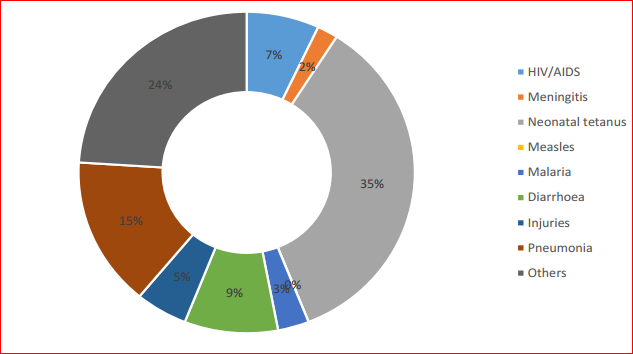 7%
2%
35%
0%
3%
9%
5%
15%
24%
HIV/AIDS
Meningitis
Neonatal tetanus
Measles
Malaria
Diarrhoea
Injuries
Pneumonia
Others